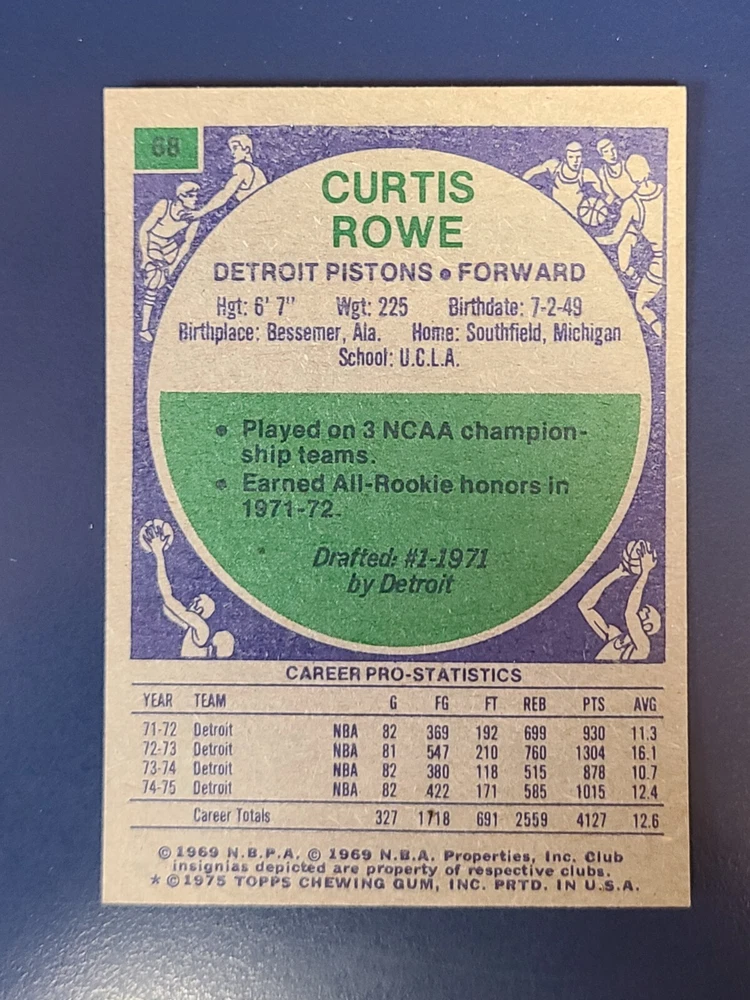 68
CURTIS
ROWE
DETROIT PISTONS • FORWARD
Hgt: 6' 7" Wgt: 225 Birthdate: 7-2-49
Birthplace: Bessemer, Ala. Home: Southfield, Michigan
School: U.C.L.A.
• Played on 3 NCAA champion-
ship teams.
• Earned All-Rookie honors in
1971-72.
Drafted: #1-1971
by Detroit
CAREER PRO-STATISTICS
YEAR TEAM G FG FT REB PTS AVG
71-72 Detroit NBA 82 369 192 699 930 11.3
72-73 Detroit NBA 81 547 210 760 1304 16.1
73-74 Detroit NBA 82 380 118 515 878 10.7
74-75 Detroit NBA 82 422 171 585 1015 12.4
Career Totals 327 1718 691 2559 4127 12.6
© 1969 N.B.P.A. © 1969 N.B.A. Properties, Inc. Club
insignias depicted are property of respective clubs.
* © 1975 TOPPS CHEWING GUM, INC. PRTD. IN U.S.A.